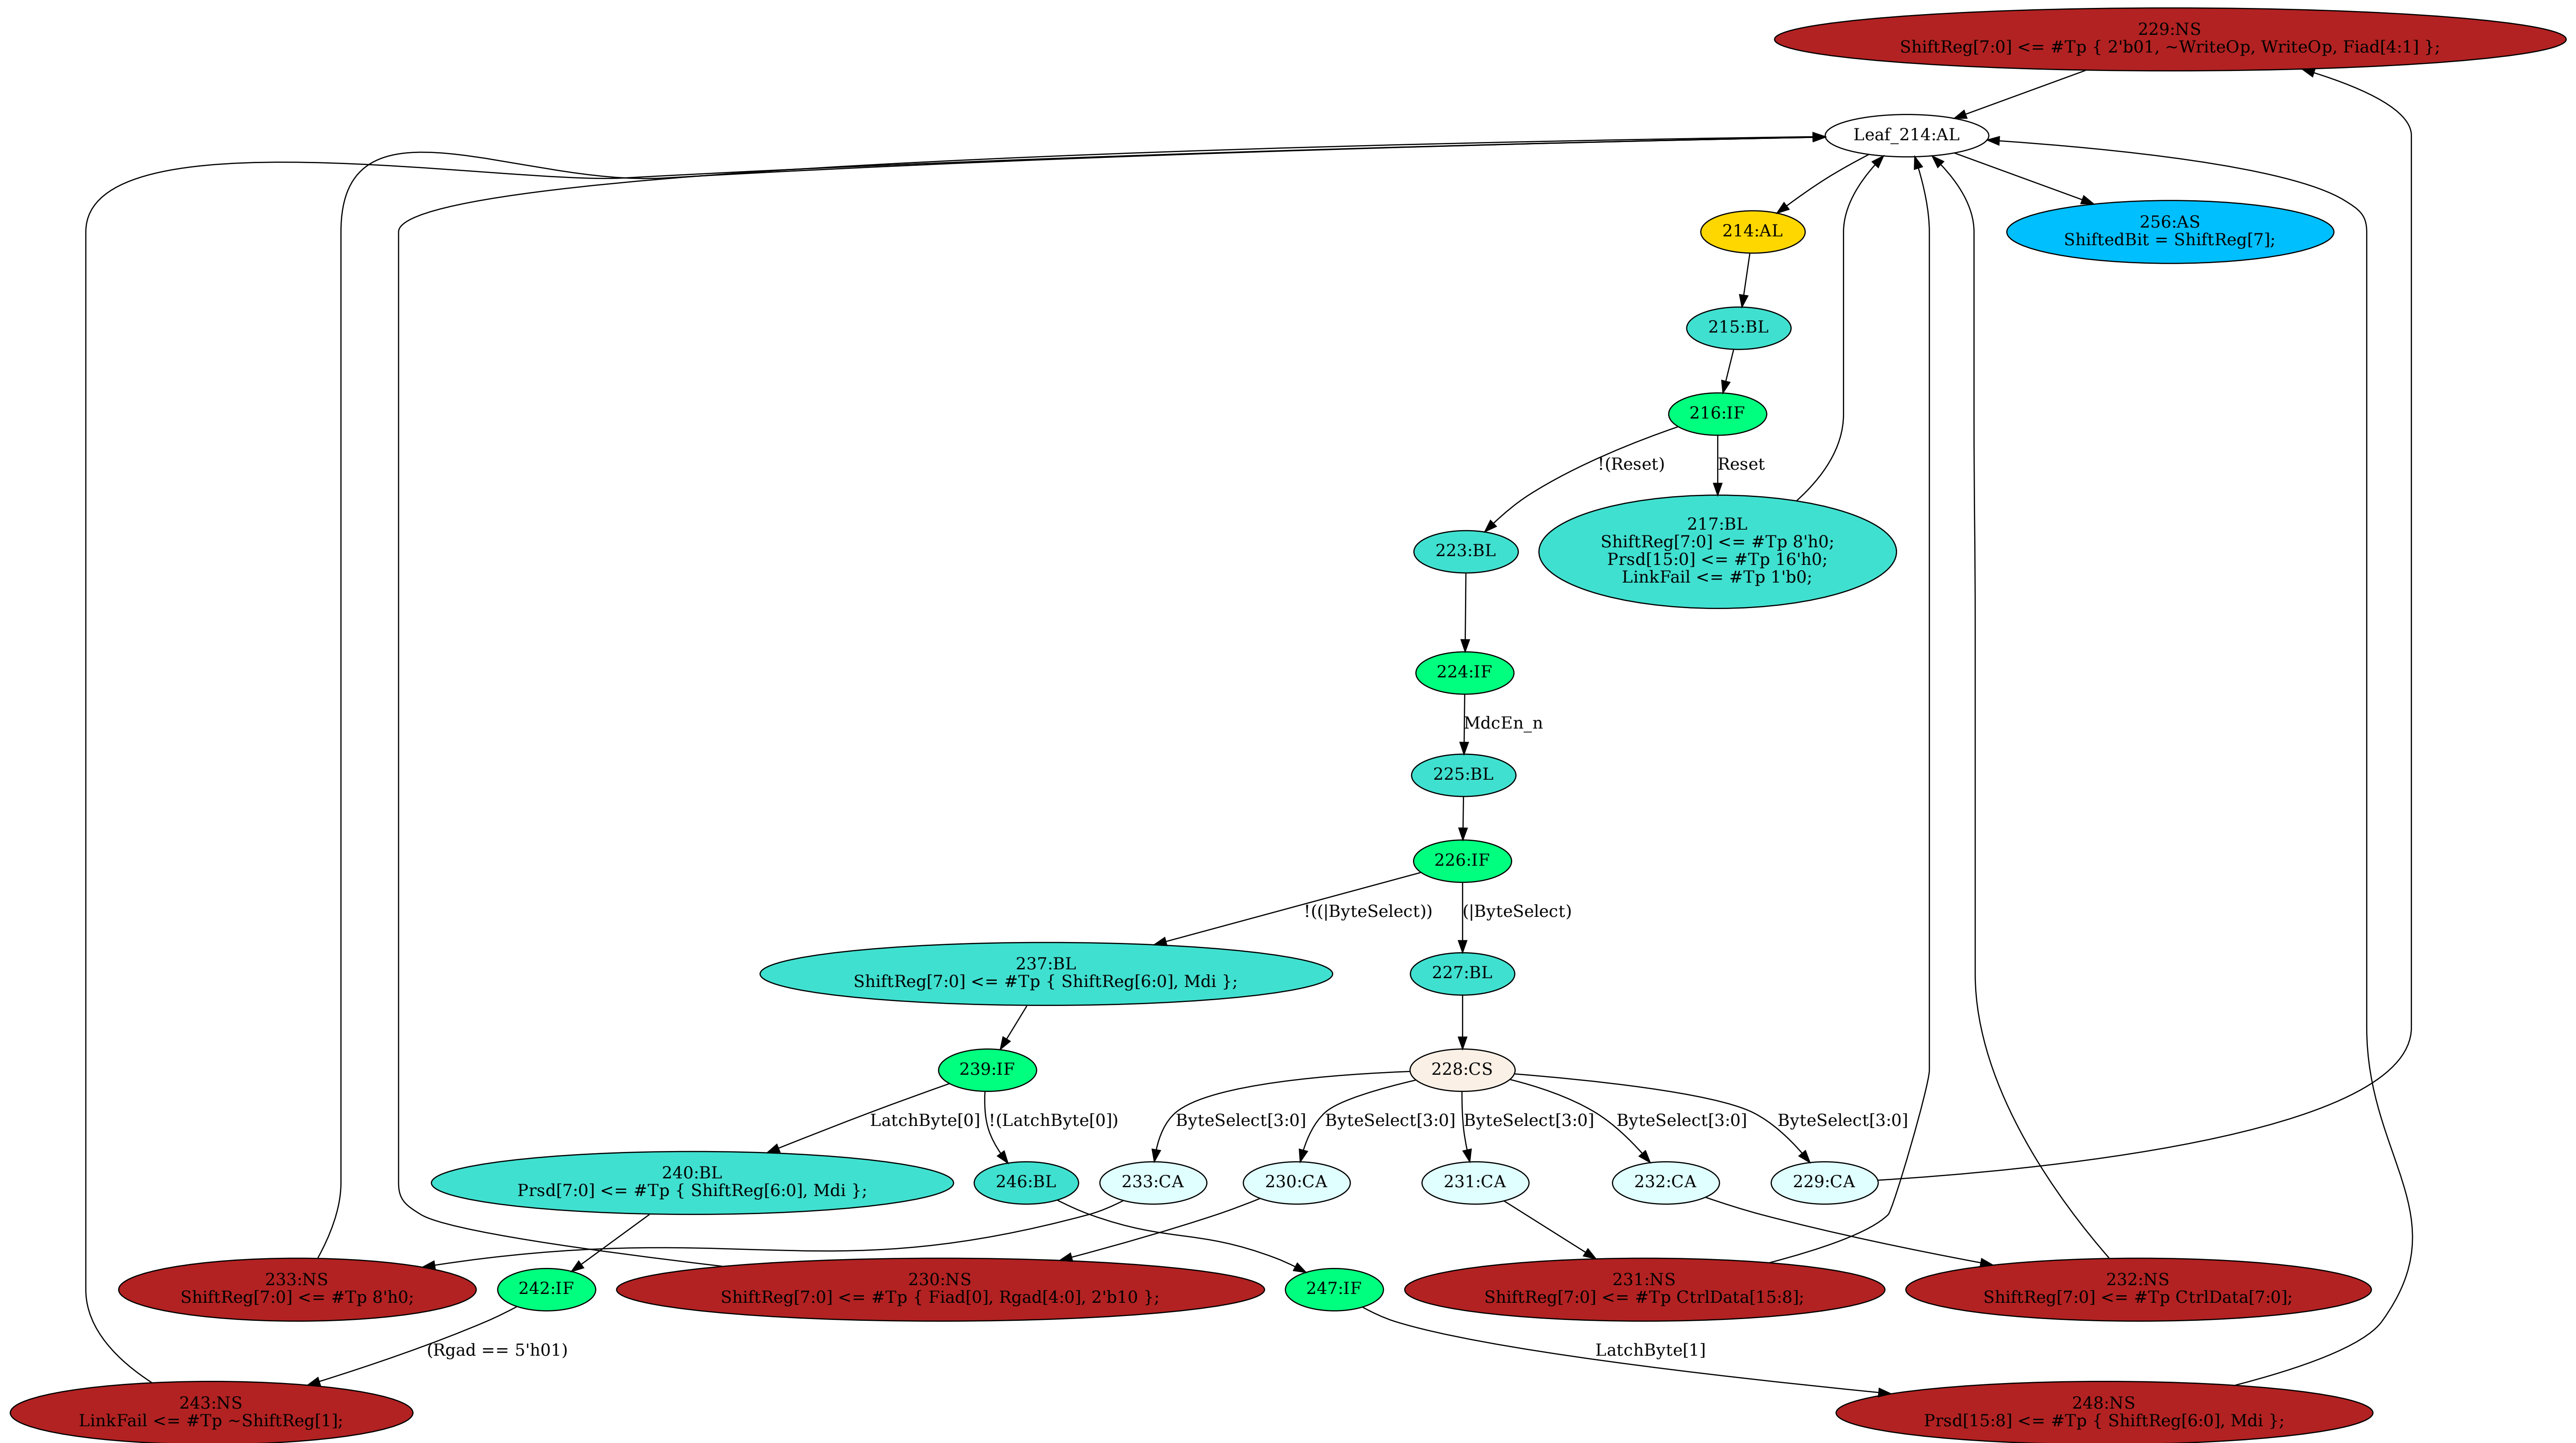 229:NS
ShiftReg[7:0] <= #Tp { 2'b01, ~WriteOp, WriteOp, Fiad[4:1] };
Leaf_214:AL
214:AL
256:AS
ShiftedBit = ShiftReg[7];
215:BL
216:IF
!(Reset)
Reset
217:BL
ShiftReg[7:0] <= #Tp 8'h0;
Prsd[15:0] <= #Tp 16'h0;
LinkFail <= #Tp 1'b0;
223:BL
224:IF
MdcEn_n
225:BL
226:IF
!((|ByteSelect))
(|ByteSelect)
237:BL
ShiftReg[7:0] <= #Tp { ShiftReg[6:0], Mdi };
227:BL
239:IF
228:CS
LatchByte[0]
!(LatchByte[0])
ByteSelect[3:0]
ByteSelect[3:0]
ByteSelect[3:0]
ByteSelect[3:0]
ByteSelect[3:0]
240:BL
Prsd[7:0] <= #Tp { ShiftReg[6:0], Mdi };
246:BL
233:CA
230:CA
231:CA
232:CA
229:CA
233:NS
ShiftReg[7:0] <= #Tp 8'h0;
242:IF
230:NS
ShiftReg[7:0] <= #Tp { Fiad[0], Rgad[4:0], 2'b10 };
247:IF
231:NS
ShiftReg[7:0] <= #Tp CtrlData[15:8];
232:NS
ShiftReg[7:0] <= #Tp CtrlData[7:0];
(Rgad == 5'h01)
LatchByte[1]
243:NS
LinkFail <= #Tp ~ShiftReg[1];
248:NS
Prsd[15:8] <= #Tp { ShiftReg[6:0], Mdi };